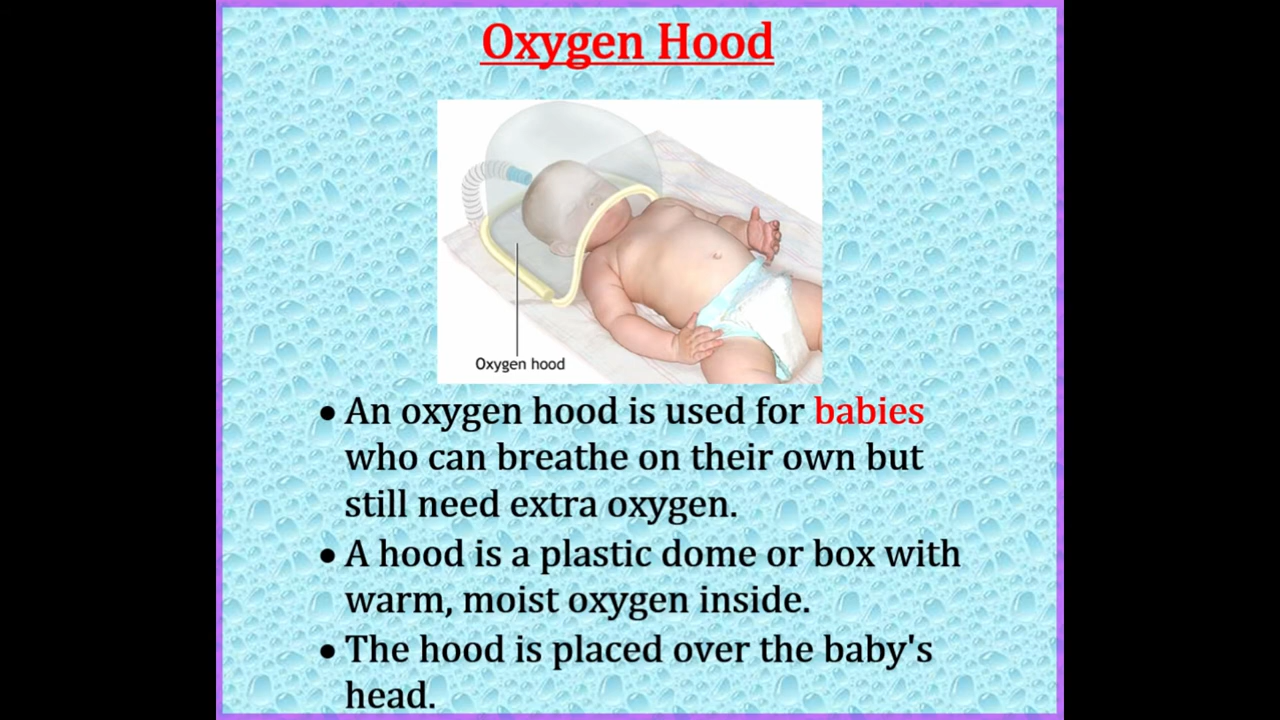 Oxygen Hood
Oxygen hood
• An oxygen hood is used for babies
who can breathe on their own but
still need extra oxygen.
• A hood is a plastic dome or box with
warm, moist oxygen inside.
• The hood is placed over the baby's
head.